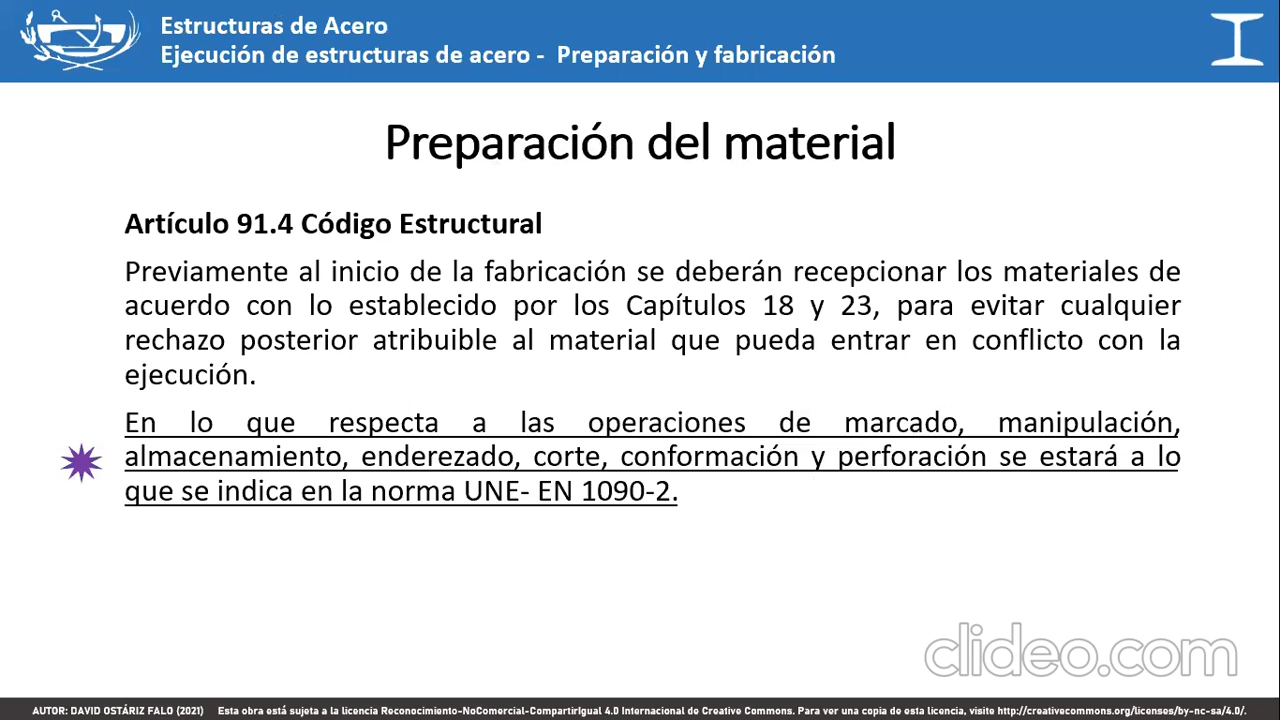 Estructuras de Acero
Ejecución de estructuras de acero - Preparación y fabricación
Preparación del material
Artículo 91.4 Código Estructural
Previamente al inicio de la fabricación se deberán recepcionar los materiales de
acuerdo con lo establecido por los Capítulos 18 y 23, para evitar cualquier
rechazo posterior atribuible al material que pueda entrar en conflicto con la
ejecución.
En lo que respecta a las operaciones de marcado, manipulación,
almacenamiento, enderezado, corte, conformación y perforación se estará a lo
que se indica en la norma UNE- EN 1090-2.
clideo.com
AUTOR: DAVID OSTÁRIZ FALO (2021) Esta obra está sujeta a la licencia Reconocimiento-NoComercial-CompartirIgual 4.0 Internacional de Creative Commons. Para ver una copia de esta licencia, visite http://creativecommons.org/licenses/by-nc-sa/4.0/.